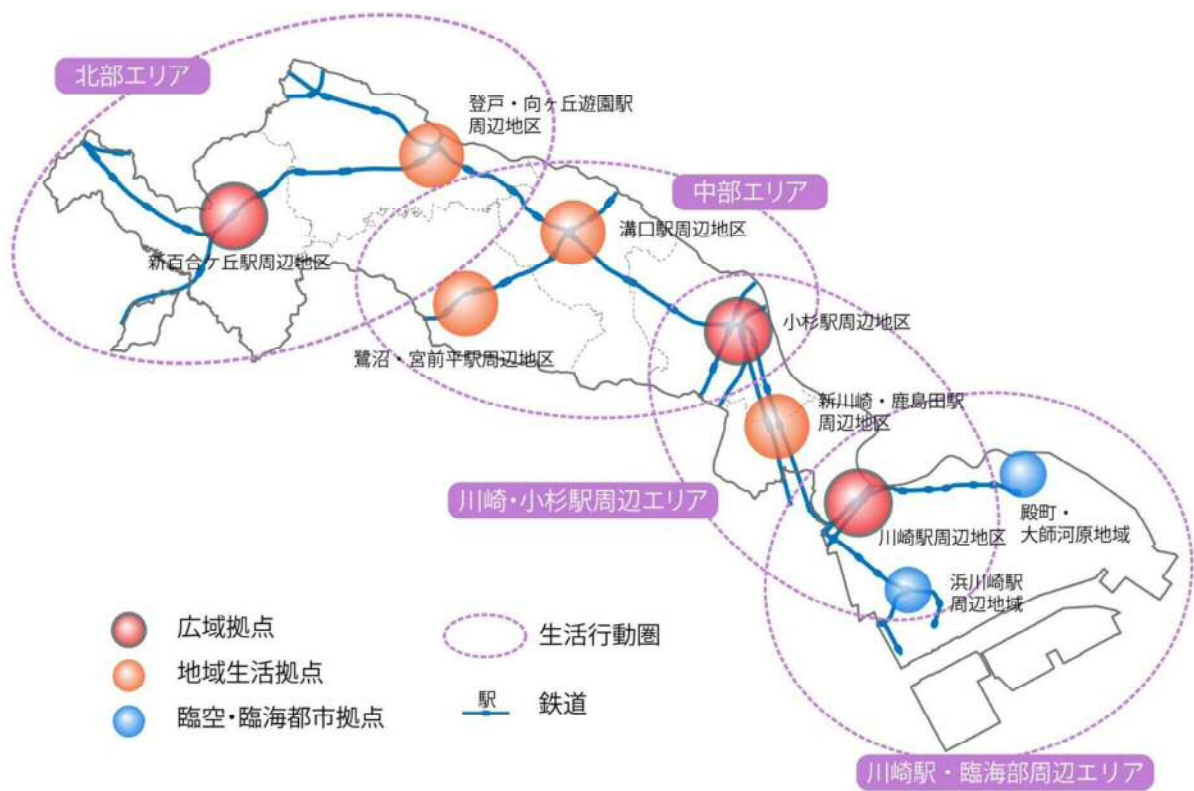 北部エリア
登戸・向ヶ丘遊園駅
周辺地区
中部エリア
溝口駅周辺地区
新百合ヶ丘駅周辺地区
小杉駅周辺地区
鷺沼・宮前平駅周辺地区
新川崎・鹿島田駅
周辺地区
川崎・小杉駅周辺エリア
殿町・
大師河原地域
川崎駅周辺地区
浜川崎駅
周辺地域
広域拠点
生活行動圏
地域生活拠点
駅
鉄道
臨空・臨海都市拠点
川崎駅・臨海部周辺エリア